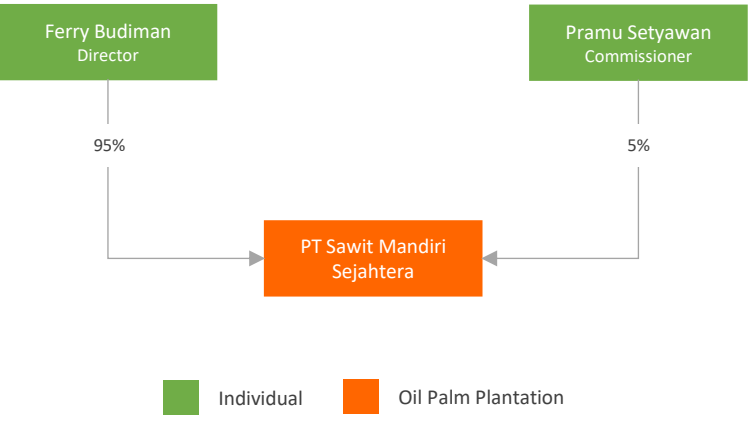 Ferry Budiman
Director
Pramu Setyawan
Commissioner
95%
5%
PT Sawit Mandiri
Sejahtera
Individual
Oil Palm Plantation